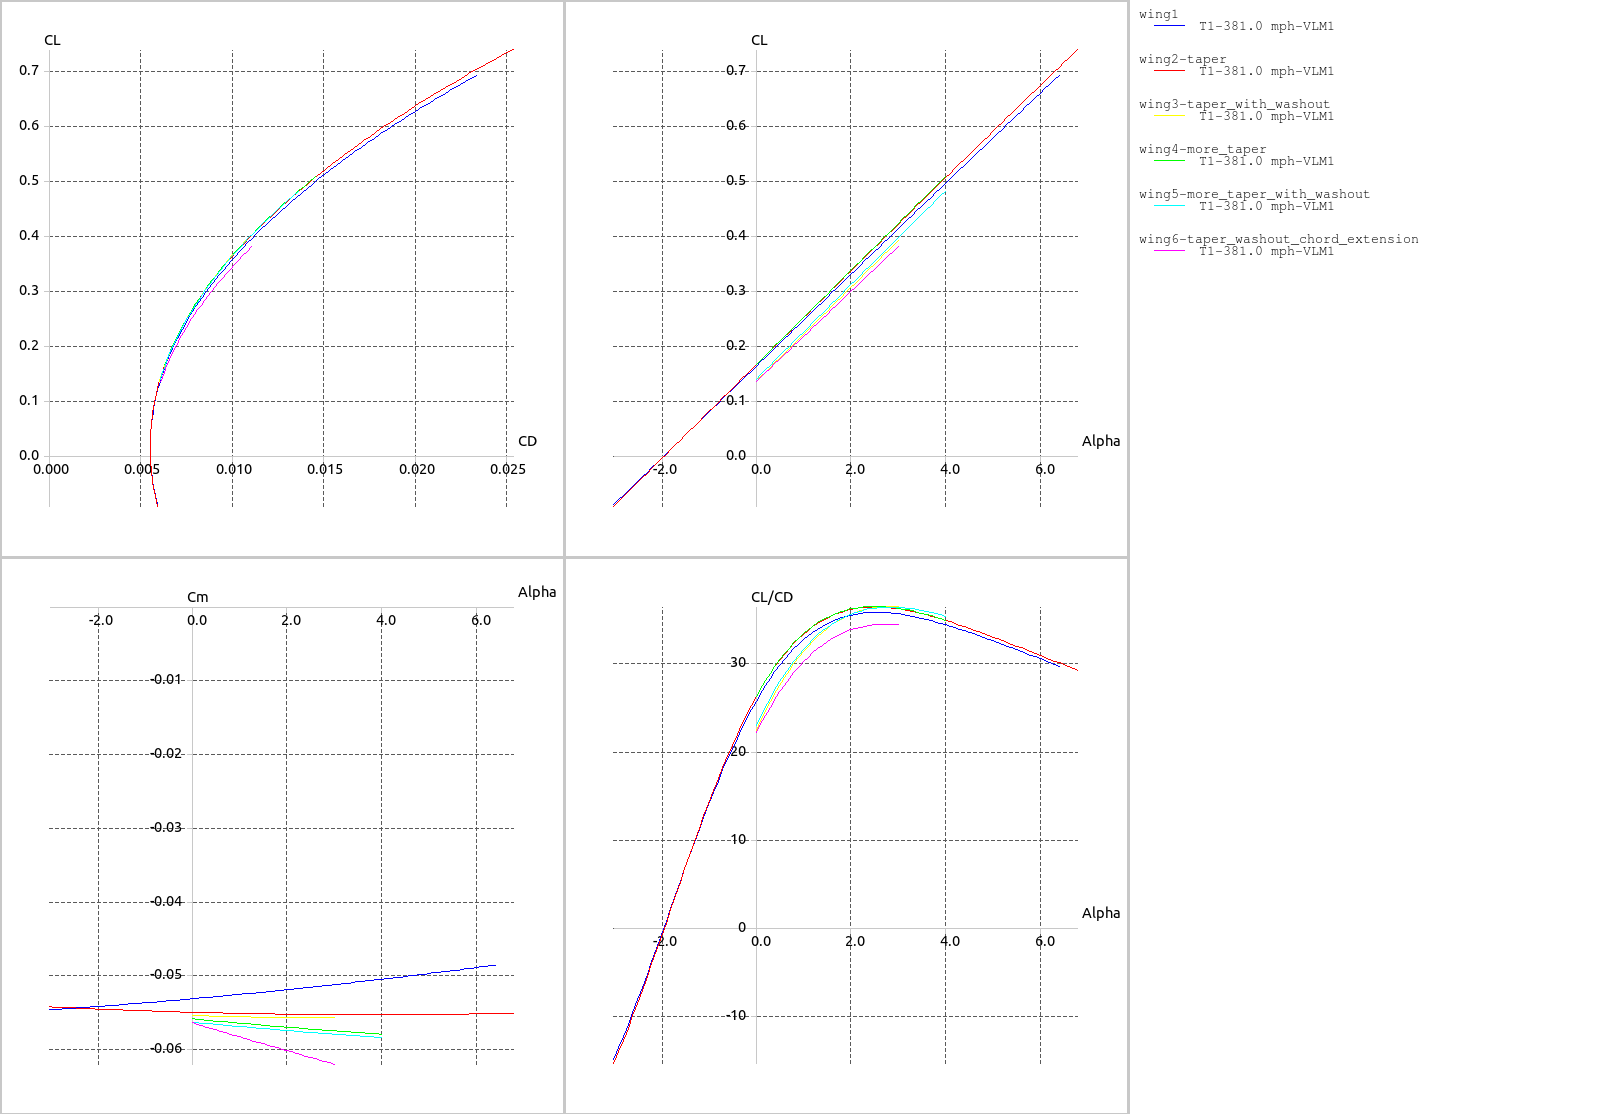 CL
0.7
0.6
0.5
0.4
0.3
0.2
0.1
CD
0.0
0.000 0.005 0.010 0.015 0.020 0.025
CL
0.7
0.6
0.5
0.4
0.3
0.2
0.1
Alpha
0.0
-2.0 0.0 2.0 4.0 6.0
wing1
T1-381.0 mph-VLM1
wing2-taper
T1-381.0 mph-VLM1
wing3-taper_with_washout
T1-381.0 mph-VLM1
wing4-more_taper
T1-381.0 mph-VLM1
wing5-more_taper_with_washout
T1-381.0 mph-VLM1
wing6-taper_washout_chord_extension
T1-381.0 mph-VLM1
Cm Alpha
-2.0 0.0 2.0 4.0 6.0
-0.01
-0.02
-0.03
-0.04
-0.05
-0.06
CL/CD
30
20
10
Alpha
0
-2.0 0.0 2.0 4.0 6.0
-10